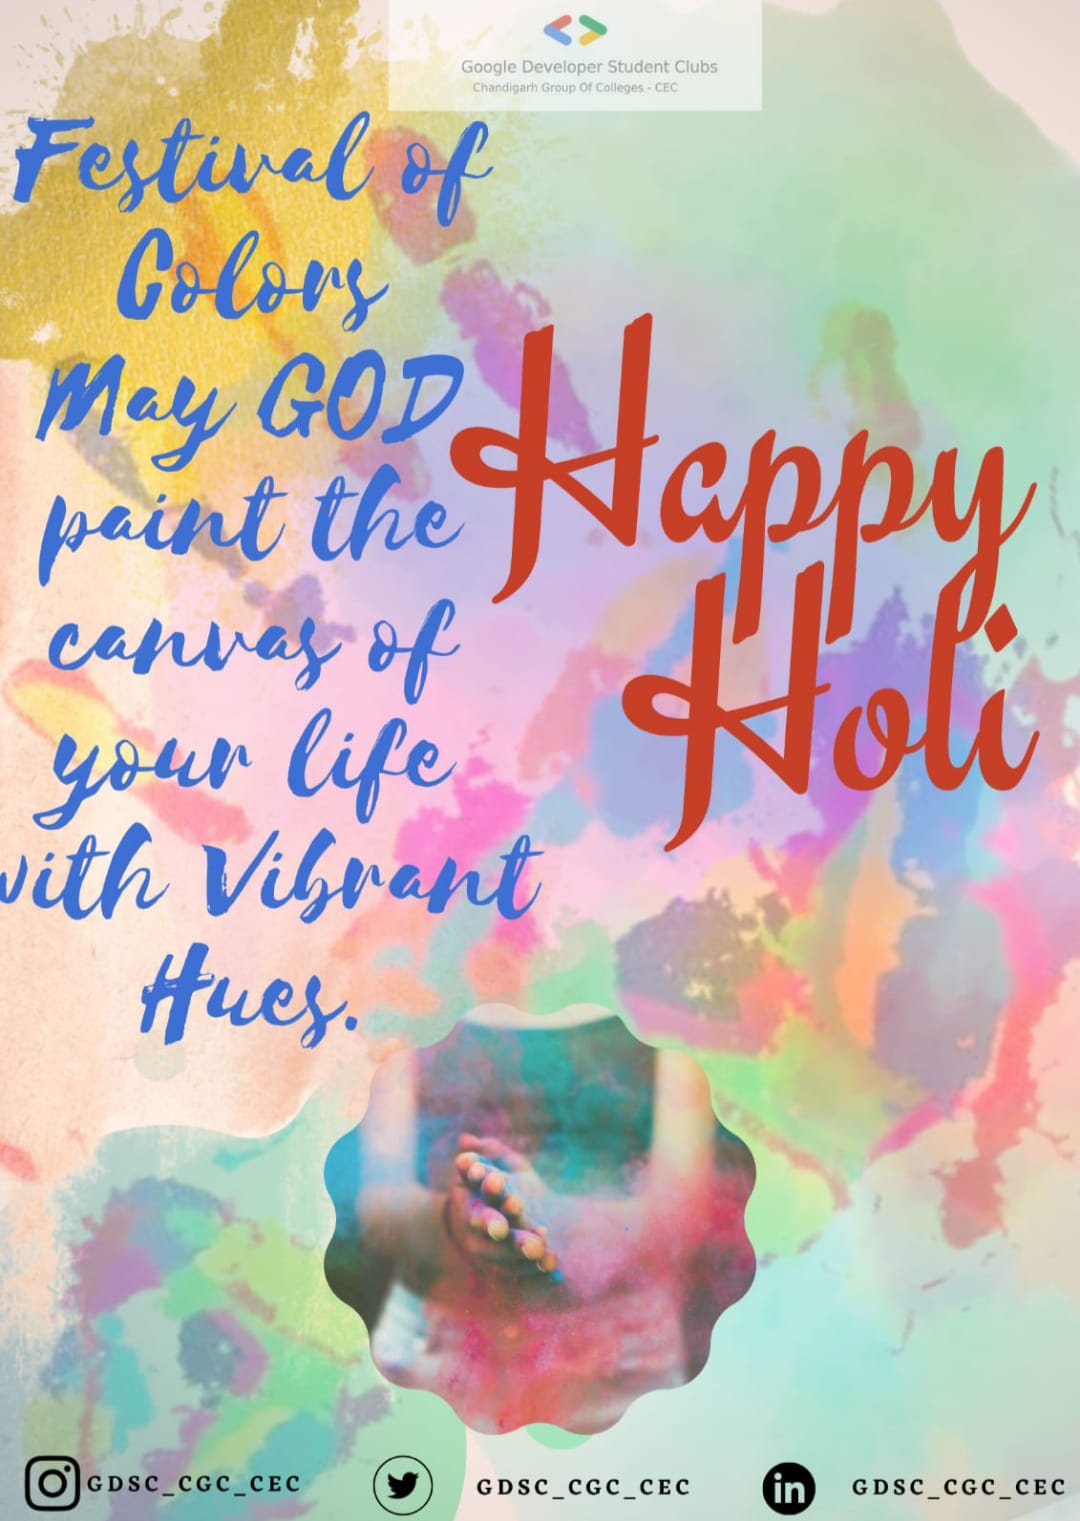 Google Developer Student Clubs
Chandigarh Group Of Colleges - CEC
Festival of
Colors
May GOD
paint the
canvas of
your life
with Vibrant
Hues.
Happy
Holi
GDSC_CGC_CEC
GDSC_CGC_CEC
GDSC_CGC_CEC